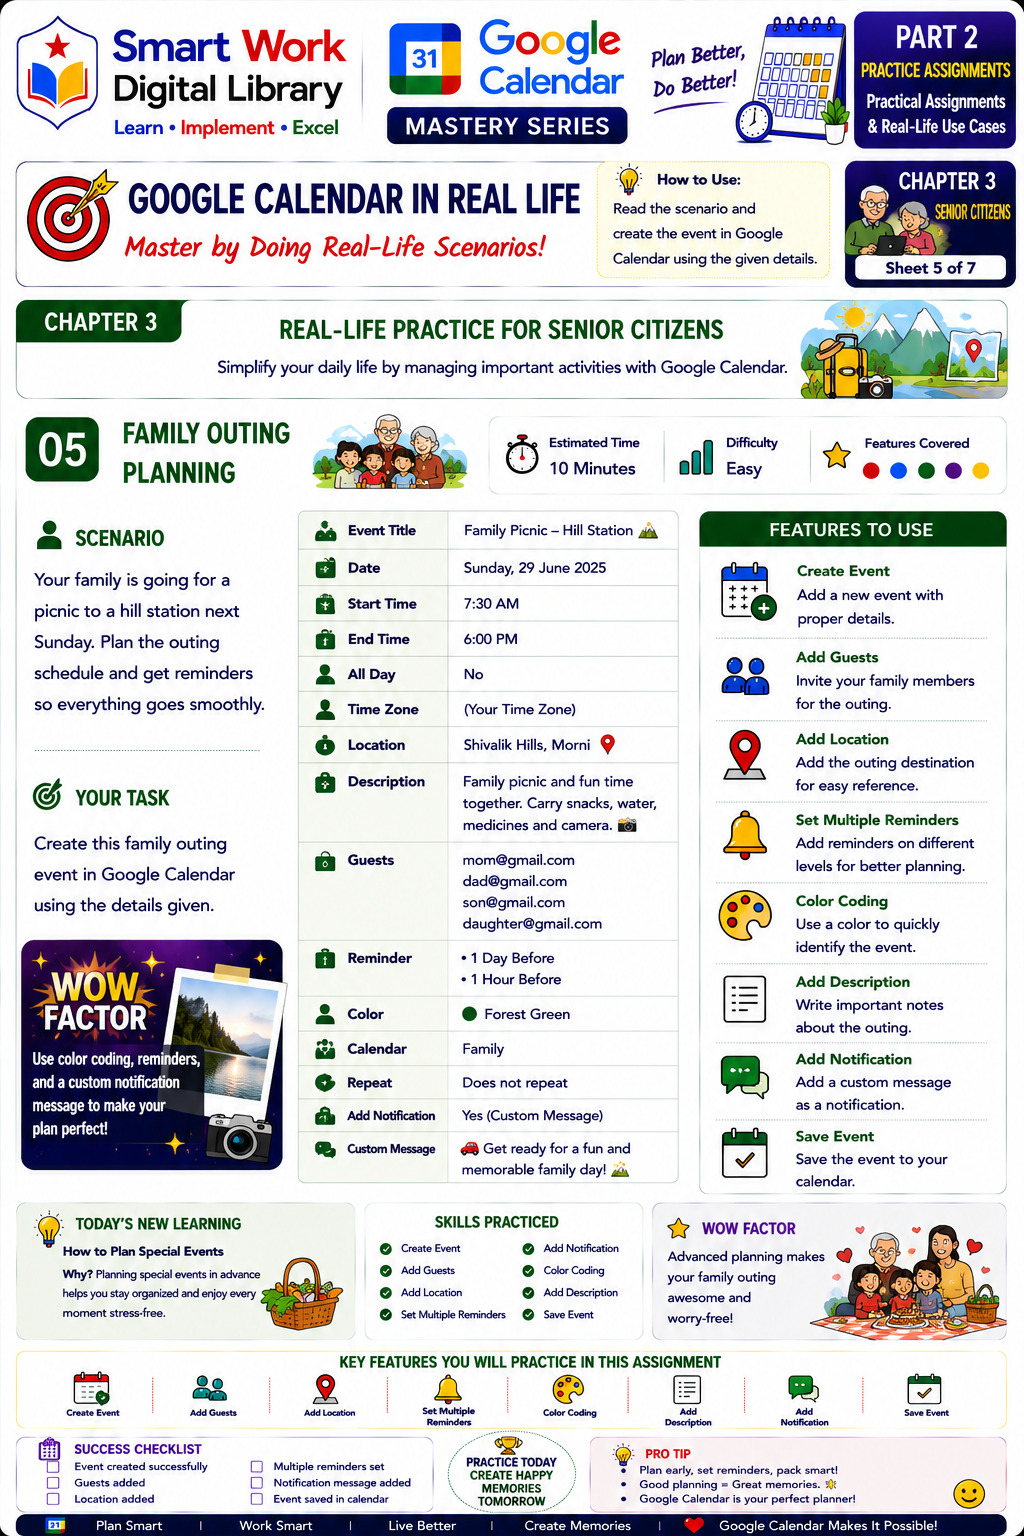 Smart Work
Digital Library
Learn • Implement • Excel
31
Google
Calendar
MASTERY SERIES
Plan Better,
Do Better!
PART 2
PRACTICE ASSIGNMENTS
Practical Assignments
& Real-Life Use Cases
GOOGLE CALENDAR IN REAL LIFE
Master by Doing Real-Life Scenarios!
How to Use:
Read the scenario and
create the event in Google
Calendar using the given details.
CHAPTER 3
SENIOR CITIZENS
Sheet 5 of 7
CHAPTER 3
REAL-LIFE PRACTICE FOR SENIOR CITIZENS
Simplify your daily life by managing important activities with Google Calendar.
05
FAMILY OUTING
PLANNING
Estimated Time
10 Minutes
Difficulty
Easy
Features Covered
SCENARIO
Your family is going for a
picnic to a hill station next
Sunday. Plan the outing
schedule and get reminders
so everything goes smoothly.
YOUR TASK
Create this family outing
event in Google Calendar
using the details given.
WOW
FACTOR
Use color coding, reminders,
and a custom notification
message to make your
plan perfect!
Event Title Family Picnic – Hill Station
Date Sunday, 29 June 2025
Start Time 7:30 AM
End Time 6:00 PM
All Day No
Time Zone (Your Time Zone)
Location Shivalik Hills, Morni
Description Family picnic and fun time
together. Carry snacks, water,
medicines and camera.
Guests mom@gmail.com
dad@gmail.com
son@gmail.com
daughter@gmail.com
Reminder • 1 Day Before
• 1 Hour Before
Color Forest Green
Calendar Family
Repeat Does not repeat
Add Notification Yes (Custom Message)
Custom Message Get ready for a fun and
memorable family day!
FEATURES TO USE
Create Event
Add a new event with
proper details.
Add Guests
Invite your family members
for the outing.
Add Location
Add the outing destination
for easy reference.
Set Multiple Reminders
Add reminders on different
levels for better planning.
Color Coding
Use a color to quickly
identify the event.
Add Description
Write important notes
about the outing.
Add Notification
Add a custom message
as a notification.
Save Event
Save the event to your
calendar.
TODAY'S NEW LEARNING
How to Plan Special Events
Why? Planning special events in advance
helps you stay organized and enjoy every
moment stress-free.
SKILLS PRACTICED
Create Event
Add Guests
Add Location
Set Multiple Reminders
Add Notification
Color Coding
Add Description
Save Event
WOW FACTOR
Advanced planning makes
your family outing
awesome and
worry-free!
KEY FEATURES YOU WILL PRACTICE IN THIS ASSIGNMENT
Create Event
Add Guests
Add Location
Set Multiple
Reminders
Color Coding
Add
Description
Add
Notification
Save Event
SUCCESS CHECKLIST
Event created successfully
Guests added
Location added
Multiple reminders set
Notification message added
Event saved in calendar
PRACTICE TODAY
CREATE HAPPY
MEMORIES
TOMORROW
PRO TIP
• Plan early, set reminders, pack smart!
• Good planning = Great memories.
• Google Calendar is your perfect planner!
31 Plan Smart | Work Smart | Live Better | Create Memories | Google Calendar Makes It Possible!